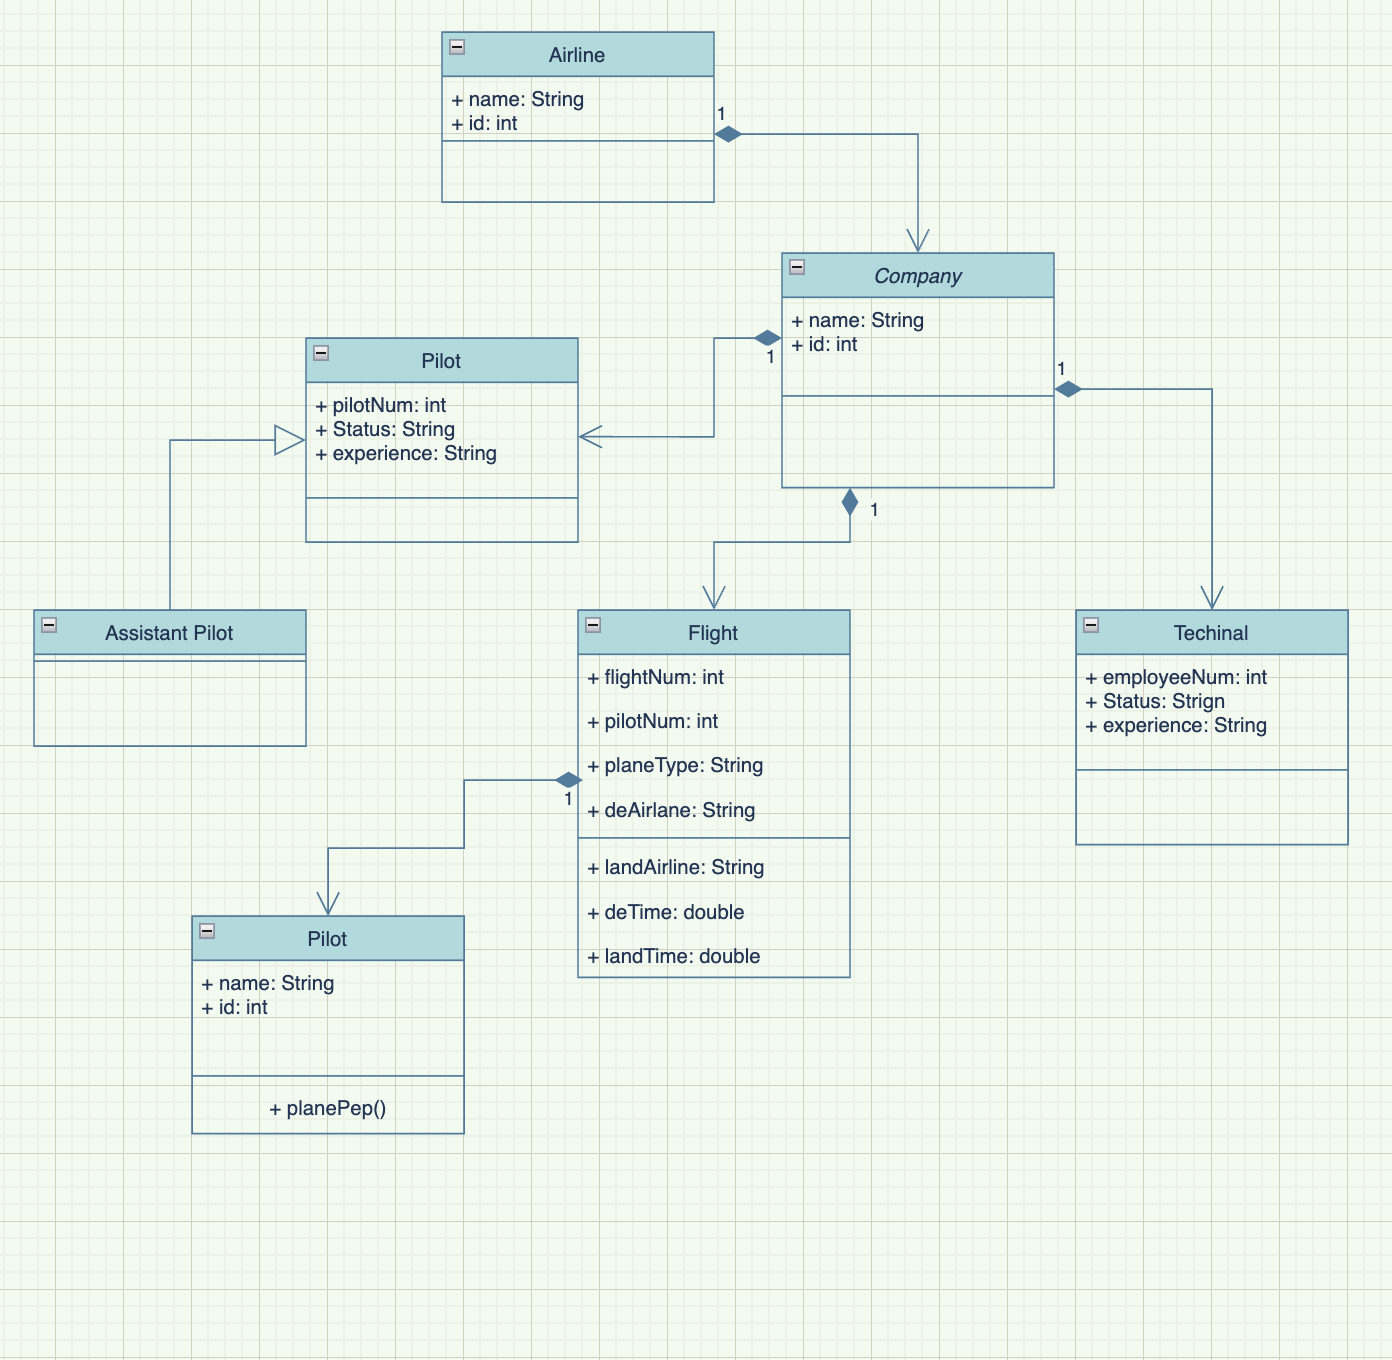 Airline
+ name: String
+ id: int
1
Company
+ name: String
+ id: int
1
1
1
Pilot
+ pilotNum: int
+ Status: String
+ experience: String
Assistant Pilot
Flight
+ flightNum: int
+ pilotNum: int
+ planeType: String
+ deAirlane: String
+ landAirline: String
+ deTime: double
+ landTime: double
1
Techinal
+ employeeNum: int
+ Status: Strign
+ experience: String
Pilot
+ name: String
+ id: int
+ planePep()